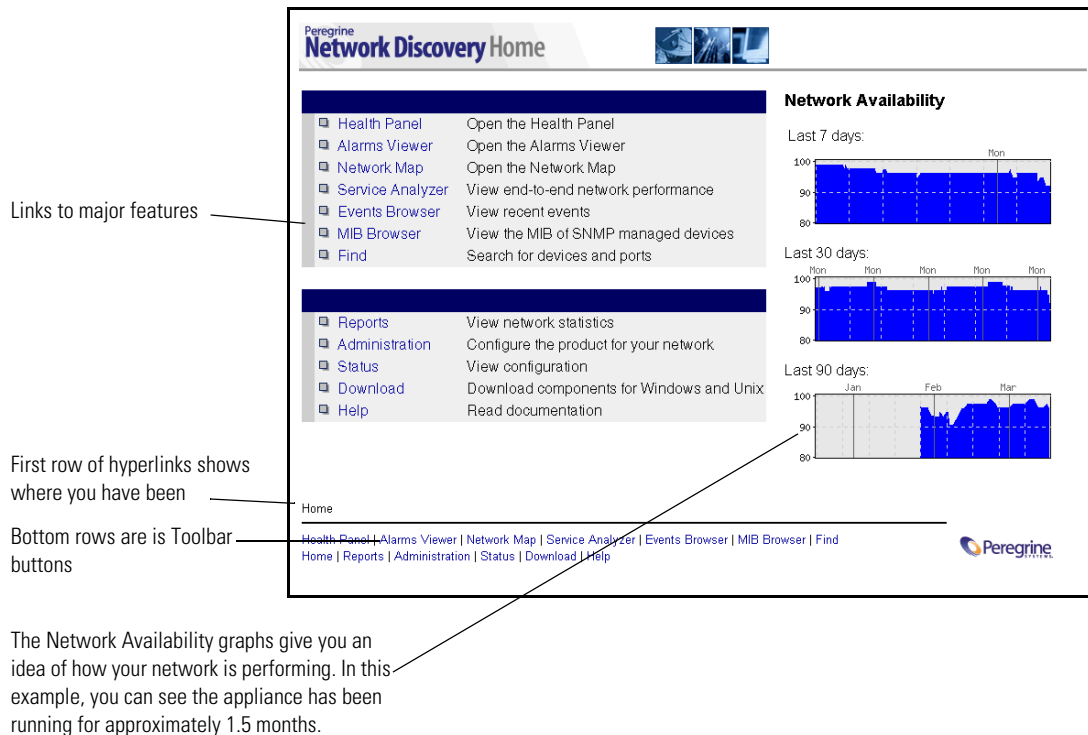 Peregrine
Network Discovery Home
Network Availability
Health Panel Open the Health Panel
Alarms Viewer Open the Alarms Viewer
Network Map Open the Network Map
Service Analyzer View end-to-end network performance
Events Browser View recent events
MIB Browser View the MIB of SNMP managed devices
Find Search for devices and ports
Reports View network statistics
Administration Configure the product for your network
Status View configuration
Download Download components for Windows and Unix
Help Read documentation
Last 7 days:
Mon
100
90
80
Last 30 days:
Mon Mon Mon Mon Mon
100
90
80
Last 90 days:
Jan Feb Mar
100
90
80
Links to major features
First row of hyperlinks shows
where you have been
Home
Bottom rows are is Toolbar
buttons
Health Panel | Alarms Viewer | Network Map | Service Analyzer | Events Browser | MIB Browser | Find
Home | Reports | Administration | Status | Download | Help
Peregrine
SYSTEMS
The Network Availability graphs give you an
idea of how your network is performing. In this
example, you can see the appliance has been
running for approximately 1.5 months.